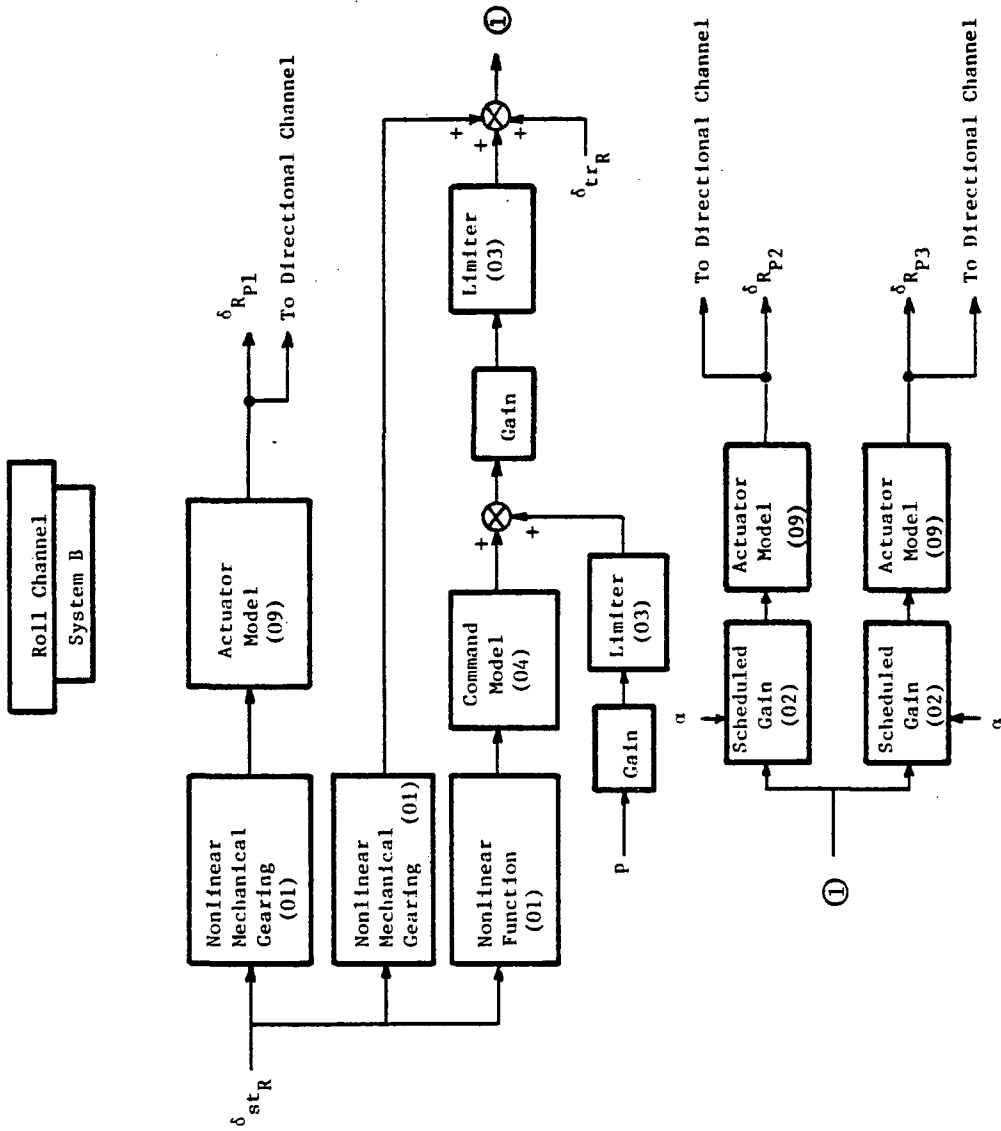 Roll Channel
System B
δstR
Nonlinear
Mechanical
Gearing
(01)
Actuator
Model
(09)
δRP1
To Directional Channel
Nonlinear
Mechanical
Gearing (01)
Nonlinear
Function
(01)
Command
Model
(04)
+
+
Gain
Limiter
(03)
+
+
+
①
δtrR
p
Gain
Limiter
(03)
①
α
Scheduled
Gain
(02)
Actuator
Model
(09)
To Directional Channel
δRP2
Scheduled
Gain
(02)
α
Actuator
Model
(09)
δRP3
To Directional Channel